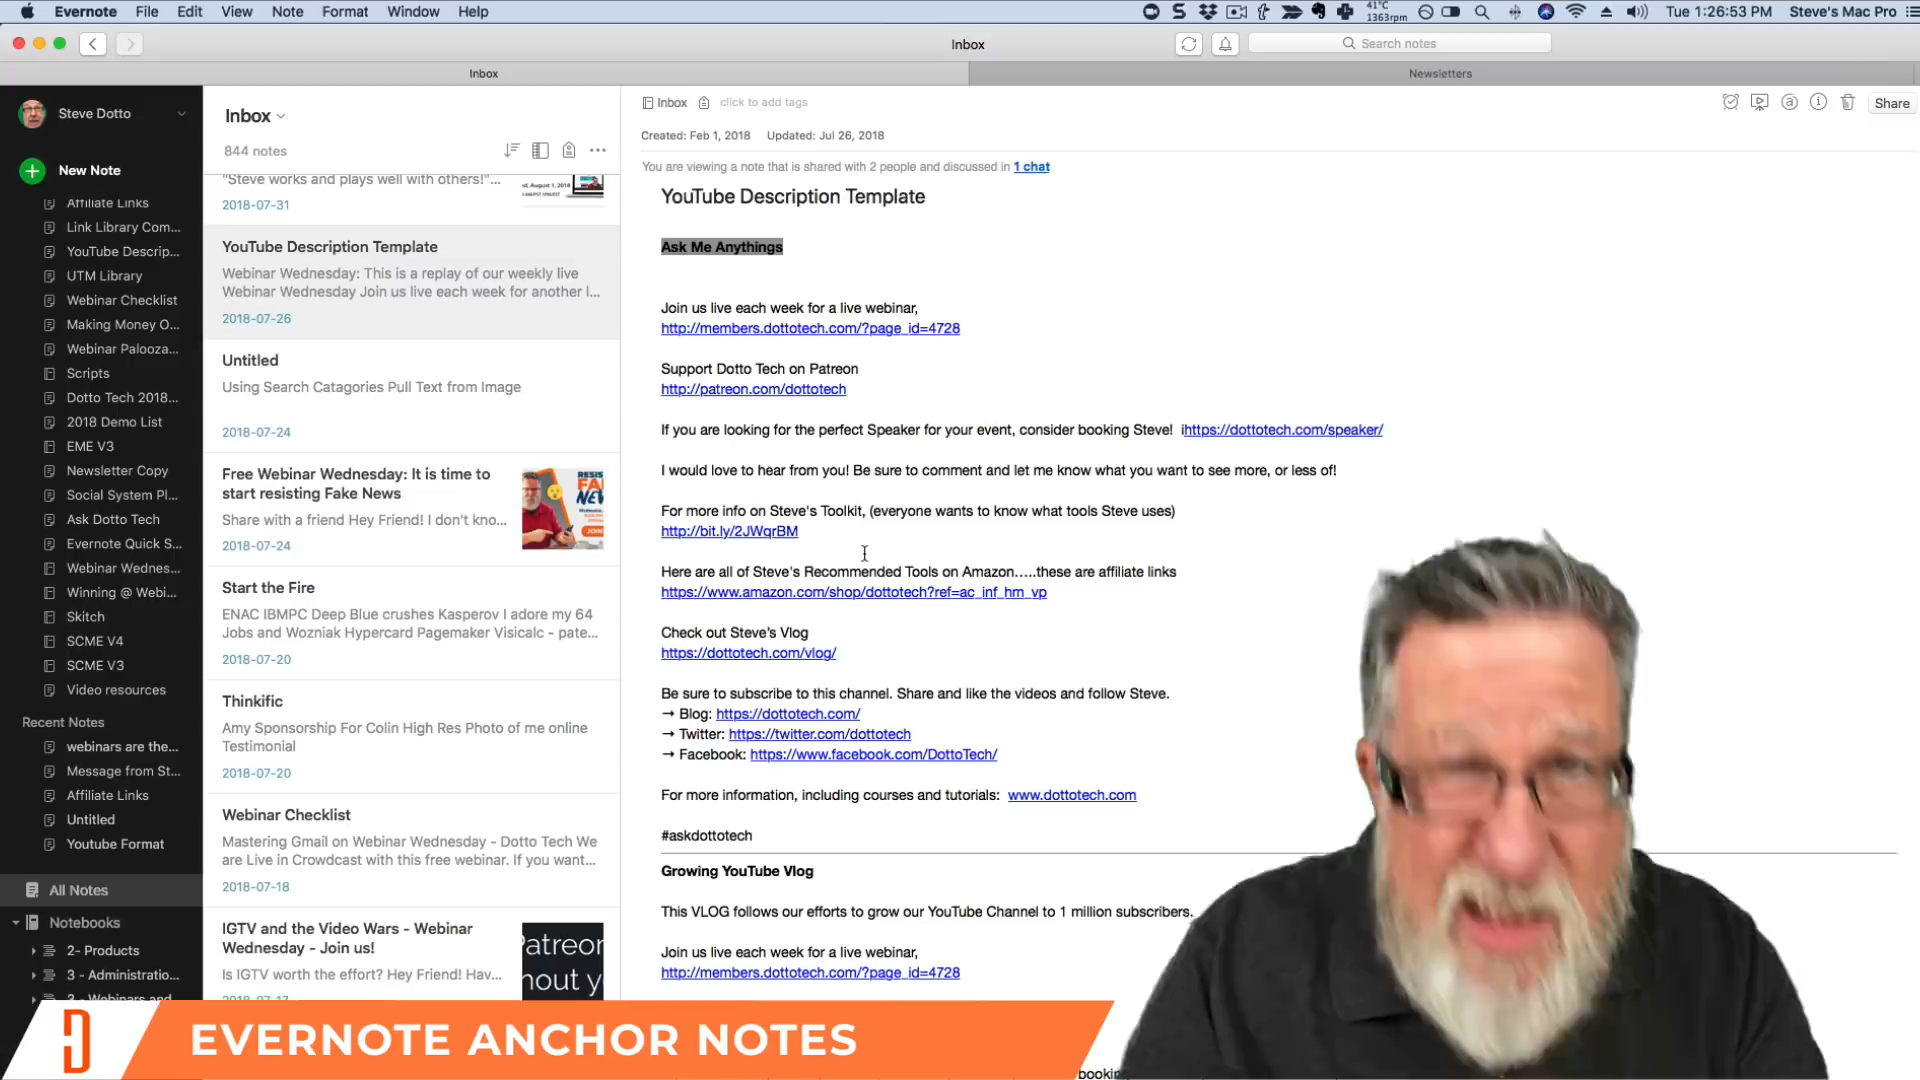 Evernote File Edit View Note Format Window Help
41°C
1363rpm
Tue 1:26:53 PM Steve's Mac Pro
Inbox
Search notes
Inbox
Newsletters
Steve Dotto
New Note
Affiliate Links
Link Library Com...
YouTube Descrip...
UTM Library
Webinar Checklist
Making Money O...
Webinar Palooza...
Scripts
Dotto Tech 2018...
2018 Demo List
EME V3
Newsletter Copy
Social System Pl...
Ask Dotto Tech
Evernote Quick S...
Webinar Wednes...
Winning @ Webi...
Skitch
SCME V4
SCME V3
Video resources
Recent Notes
webinars are the...
Message from St...
Affiliate Links
Untitled
Youtube Format
All Notes
Notebooks
2- Products
3 - Administratio...
3 - Webinars and
Inbox
844 notes
"Steve works and plays well with others!"...
2018-07-31
YouTube Description Template
Webinar Wednesday: This is a replay of our weekly live
Webinar Wednesday Join us live each week for another l...
2018-07-26
Untitled
Using Search Catagories Pull Text from Image
2018-07-24
Free Webinar Wednesday: It is time to
start resisting Fake News
Share with a friend Hey Friend! I don't kno...
2018-07-24
Start the Fire
ENAC IBMPC Deep Blue crushes Kasperov I adore my 64
Jobs and Wozniak Hypercard Pagemaker Visicalc - pate...
2018-07-20
Thinkific
Amy Sponsorship For Colin High Res Photo of me online
Testimonial
2018-07-20
Webinar Checklist
Mastering Gmail on Webinar Wednesday - Dotto Tech We
are Live in Crowdcast with this free webinar. If you want...
2018-07-18
IGTV and the Video Wars - Webinar
Wednesday - Join us!
Is IGTV worth the effort? Hey Friend! Hav...
2018-07-17
Inbox click to add tags
Share
Created: Feb 1, 2018 Updated: Jul 26, 2018
You are viewing a note that is shared with 2 people and discussed in 1 chat
YouTube Description Template
Ask Me Anythings
Join us live each week for a live webinar,
http://members.dottotech.com/?page_id=4728
Support Dotto Tech on Patreon
http://patreon.com/dottotech
If you are looking for the perfect Speaker for your event, consider booking Steve! ihttps://dottotech.com/speaker/
I would love to hear from you! Be sure to comment and let me know what you want to see more, or less of!
For more info on Steve's Toolkit, (everyone wants to know what tools Steve uses)
http://bit.ly/2JWqrBM
Here are all of Steve's Recommended Tools on Amazon…..these are affiliate links
https://www.amazon.com/shop/dottotech?ref=ac_inf_hm_vp
Check out Steve's Vlog
https://dottotech.com/vlog/
Be sure to subscribe to this channel. Share and like the videos and follow Steve.
→ Blog: https://dottotech.com/
→ Twitter: https://twitter.com/dottotech
→ Facebook: https://www.facebook.com/DottoTech/
For more information, including courses and tutorials: www.dottotech.com
#askdottotech
Growing YouTube Vlog
This VLOG follows our efforts to grow our YouTube Channel to 1 million subscribers.
Join us live each week for a live webinar,
http://members.dottotech.com/?page_id=4728
EVERNOTE ANCHOR NOTES